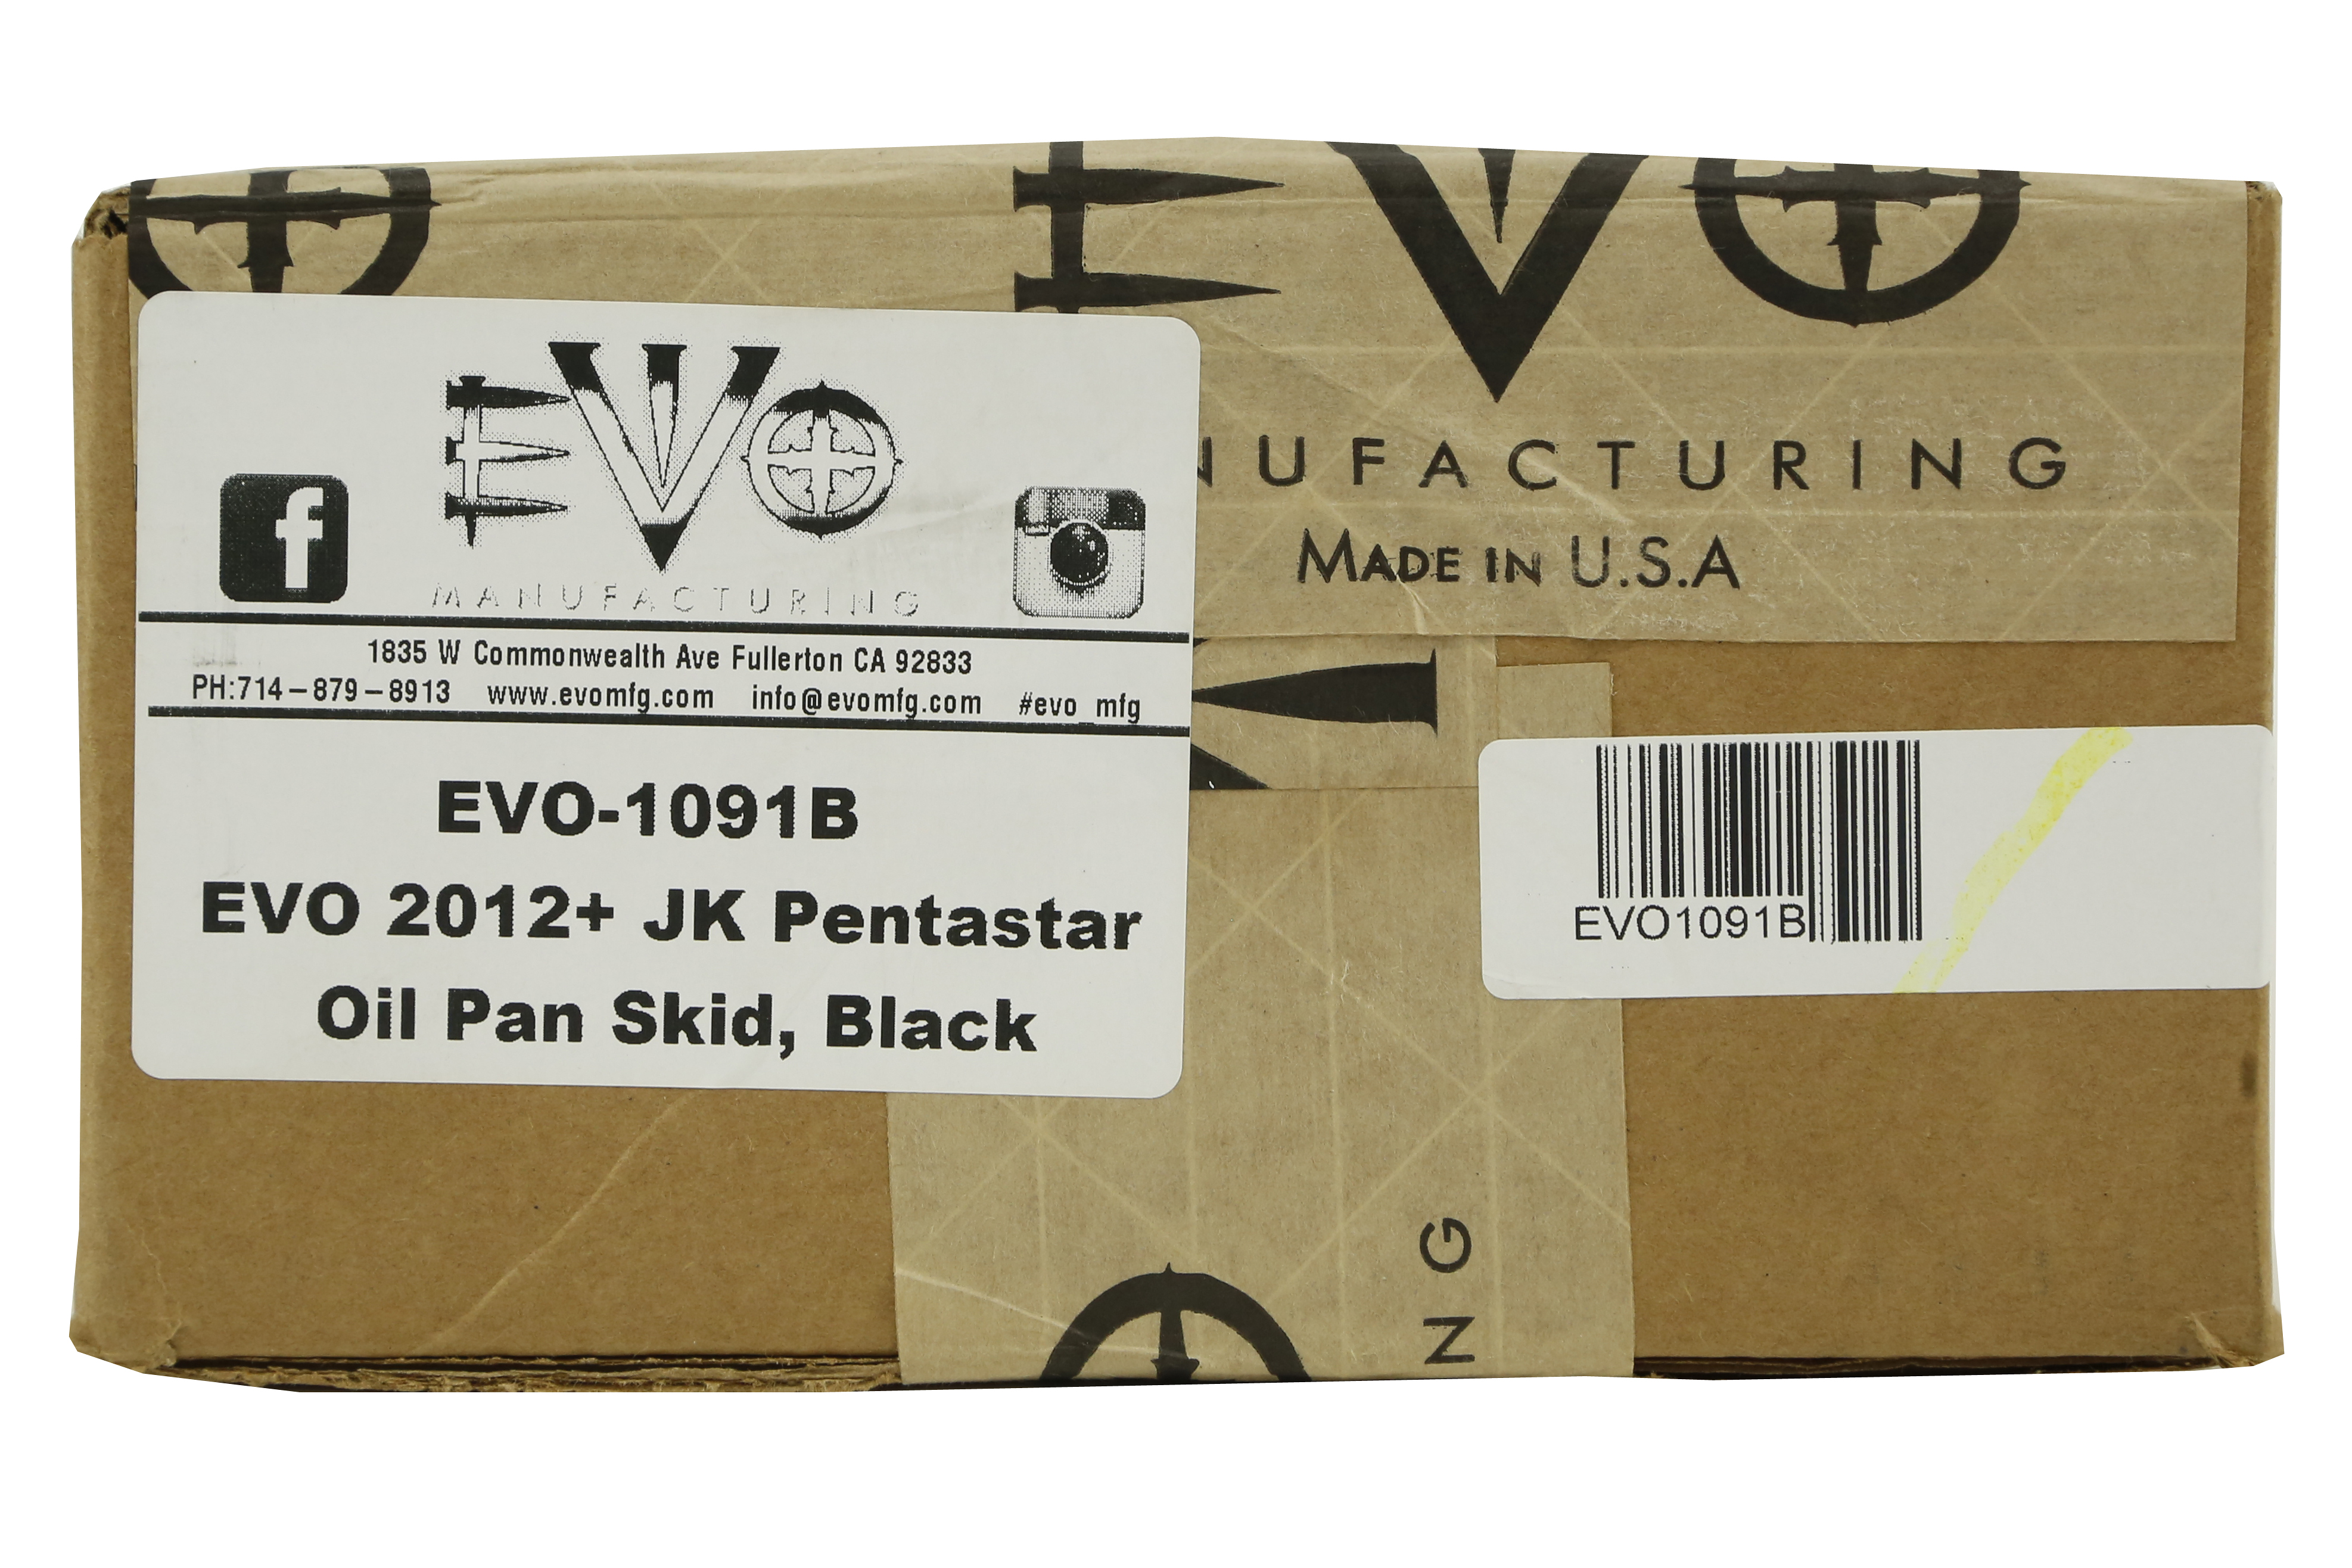 EVO
MANUFACTURING
1835 W Commonwealth Ave Fullerton CA 92833
PH:714-879-8913 www.evomfg.com info@evomfg.com #evo_mfg
EVO-1091B
EVO 2012+ JK Pentastar
Oil Pan Skid, Black
EVO
NUFACTURING
MADE IN U.S.A
EVO1091B
NG